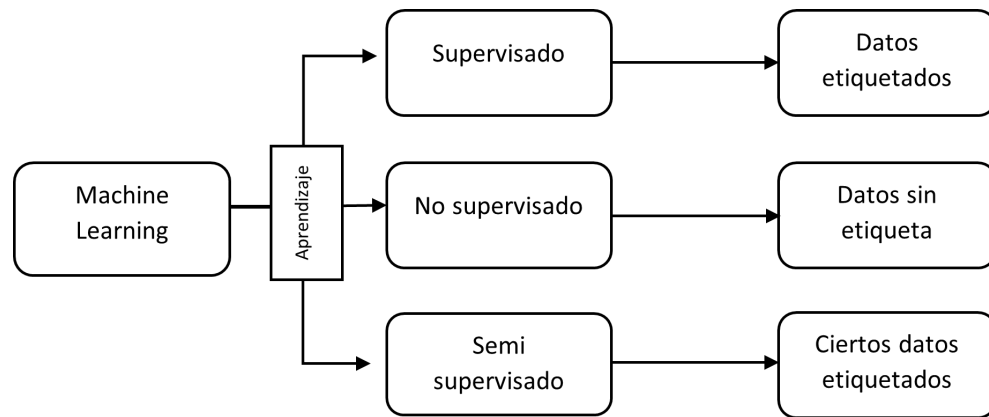 Machine
Learning
Aprendizaje
Supervisado
Datos
etiquetados
No supervisado
Datos sin
etiqueta
Semi
supervisado
Ciertos datos
etiquetados